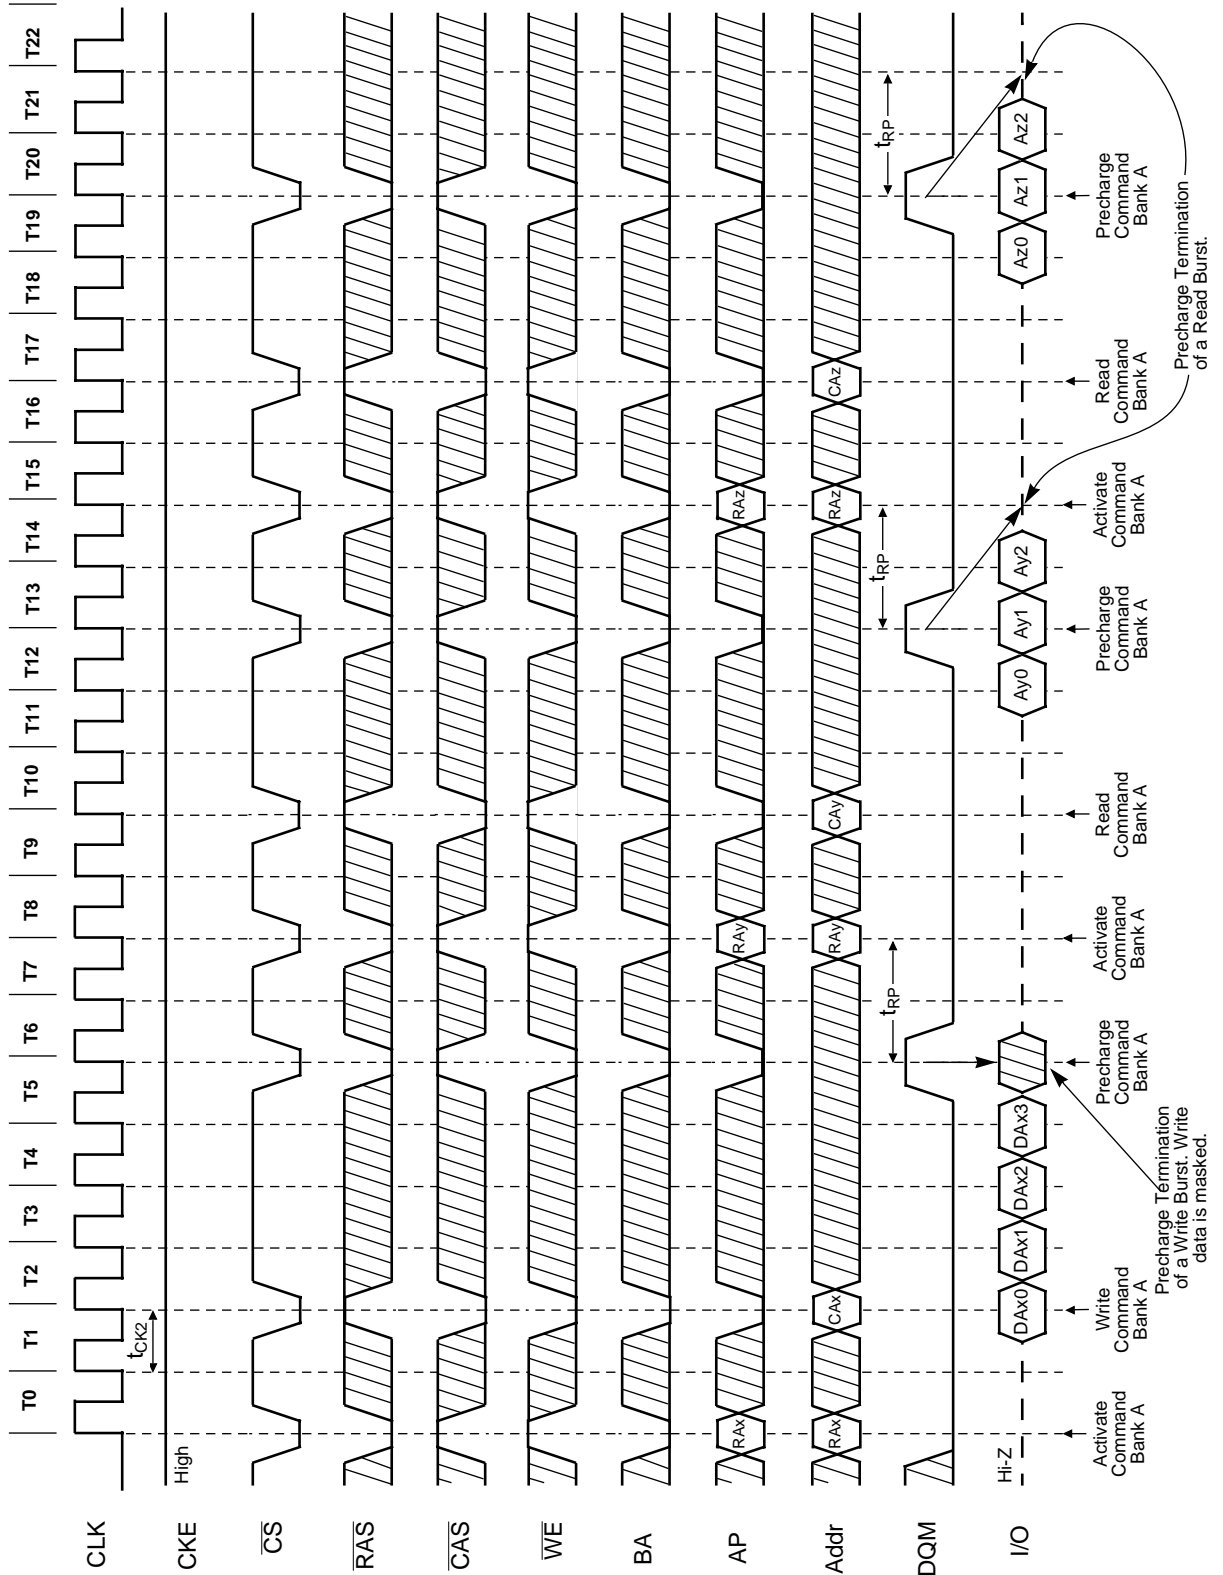 T0 T1 T2 T3 T4 T5 T6 T7 T8 T9 T10 T11 T12 T13 T14 T15 T16 T17 T18 T19 T20 T21 T22
CLK
tCK2
CKE
High
CS
RAS
CAS
WE
BA
AP
RAx RAy RAz
Addr
RAx CAx RAy CAy RAz CAz
tRP tRP tRP
DQM
I/O
Hi-Z
DAx0 DAx1 DAx2 DAx3 Ay0 Ay1 Ay2 Az0 Az1 Az2
Activate
Command
Bank A
Write
Command
Bank A
Precharge
Command
Bank A
Activate
Command
Bank A
Read
Command
Bank A
Precharge
Command
Bank A
Activate
Command
Bank A
Read
Command
Bank A
Precharge
Command
Bank A
Precharge Termination
of a Write Burst. Write
data is masked.
Precharge Termination
of a Read Burst.